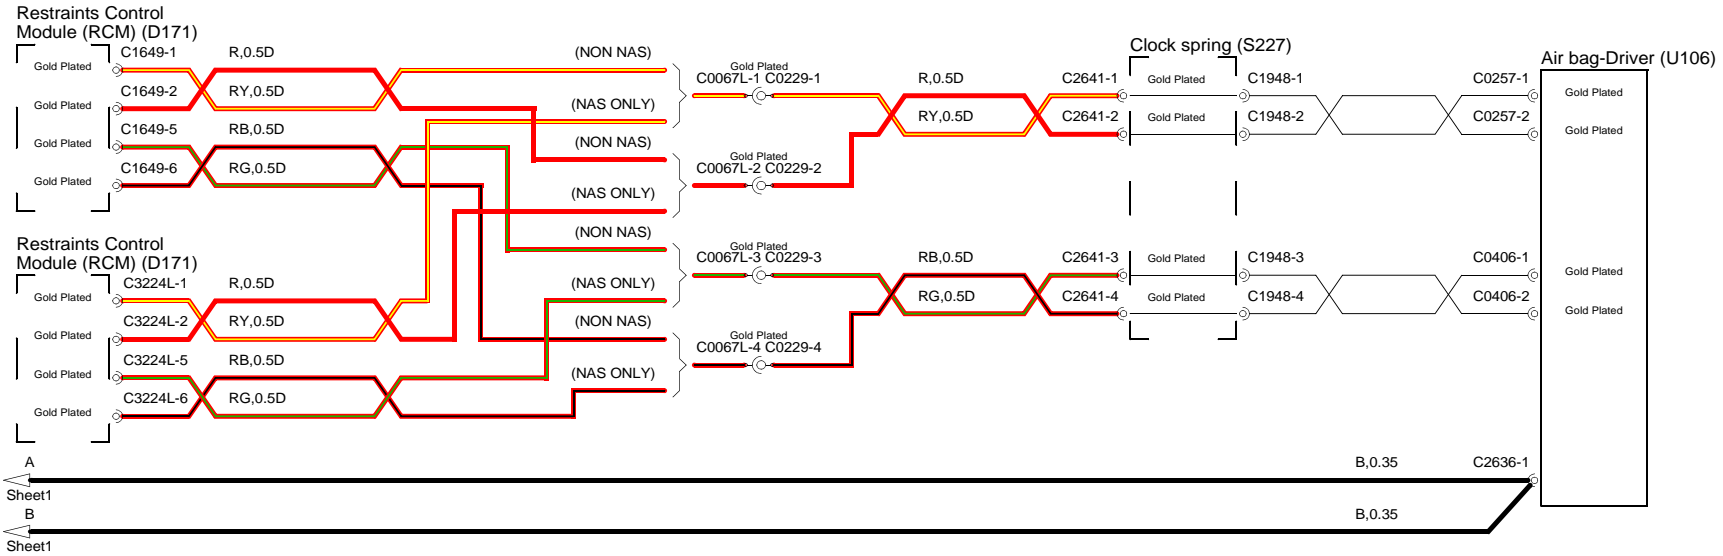 Restraints Control
Module (RCM) (D171)
C1649-1
R,0.5D
(NON NAS)
Gold Plated
C1649-2
RY,0.5D
(NAS ONLY)
Gold Plated
C1649-5
RB,0.5D
(NON NAS)
Gold Plated
C1649-6
RG,0.5D
(NAS ONLY)
Gold Plated
Restraints Control
Module (RCM) (D171)
(NON NAS)
C3224L-1
R,0.5D
(NAS ONLY)
Gold Plated
C3224L-2
RY,0.5D
(NON NAS)
Gold Plated
C3224L-5
RB,0.5D
(NAS ONLY)
Gold Plated
C3224L-6
RG,0.5D
Gold Plated
Gold Plated
C0067L-1 C0229-1
Gold Plated
C0067L-2 C0229-2
Gold Plated
C0067L-3 C0229-3
Gold Plated
C0067L-4 C0229-4
R,0.5D
RY,0.5D
RB,0.5D
RG,0.5D
Clock spring (S227)
C2641-1
Gold Plated
C1948-1
C2641-2
Gold Plated
C1948-2
C2641-3
Gold Plated
C1948-3
C2641-4
Gold Plated
C1948-4
Air bag-Driver (U106)
C0257-1
Gold Plated
C0257-2
Gold Plated
C0406-1
Gold Plated
C0406-2
Gold Plated
A
B,0.35
C2636-1
Sheet1
B
B,0.35
Sheet1